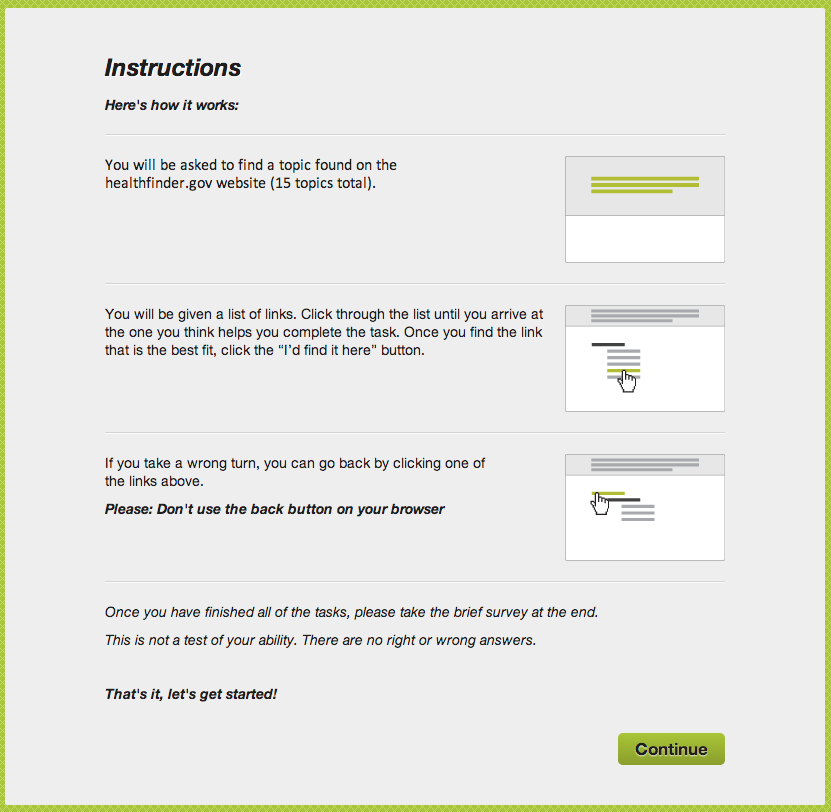 Instructions
Here's how it works:
You will be asked to find a topic found on the
healthfinder.gov website (15 topics total).
You will be given a list of links. Click through the list until you arrive at
the one you think helps you complete the task. Once you find the link
that is the best fit, click the “I’d find it here” button.
If you take a wrong turn, you can go back by clicking one of
the links above.
Please: Don't use the back button on your browser
Once you have finished all of the tasks, please take the brief survey at the end.
This is not a test of your ability. There are no right or wrong answers.
That's it, let's get started!
Continue